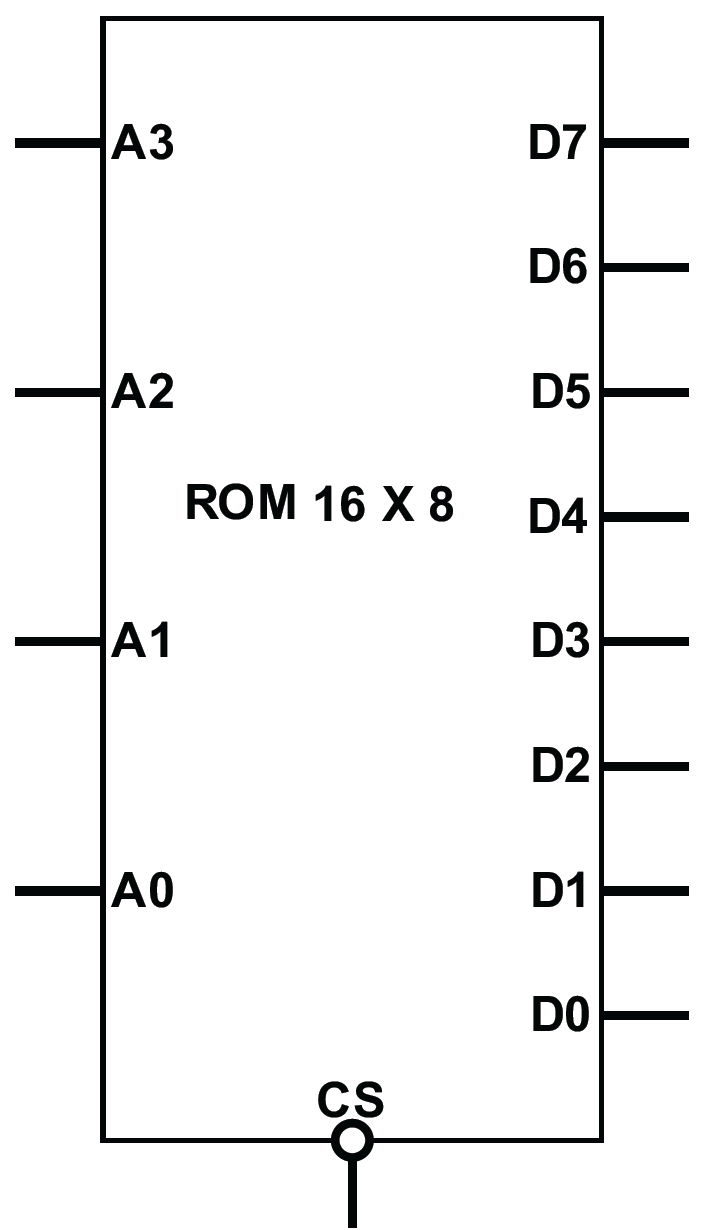 A3 D7
D6
A2 D5
ROM 16 X 8
D4
A1 D3
D2
A0 D1
D0
CS